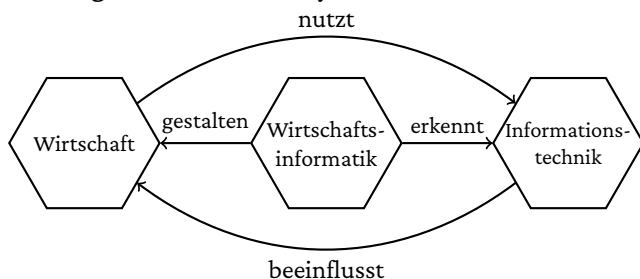 nutzt
Wirtschaft
gestalten
Wirtschafts-
informatik
erkennt
Informations-
technik
beeinflusst